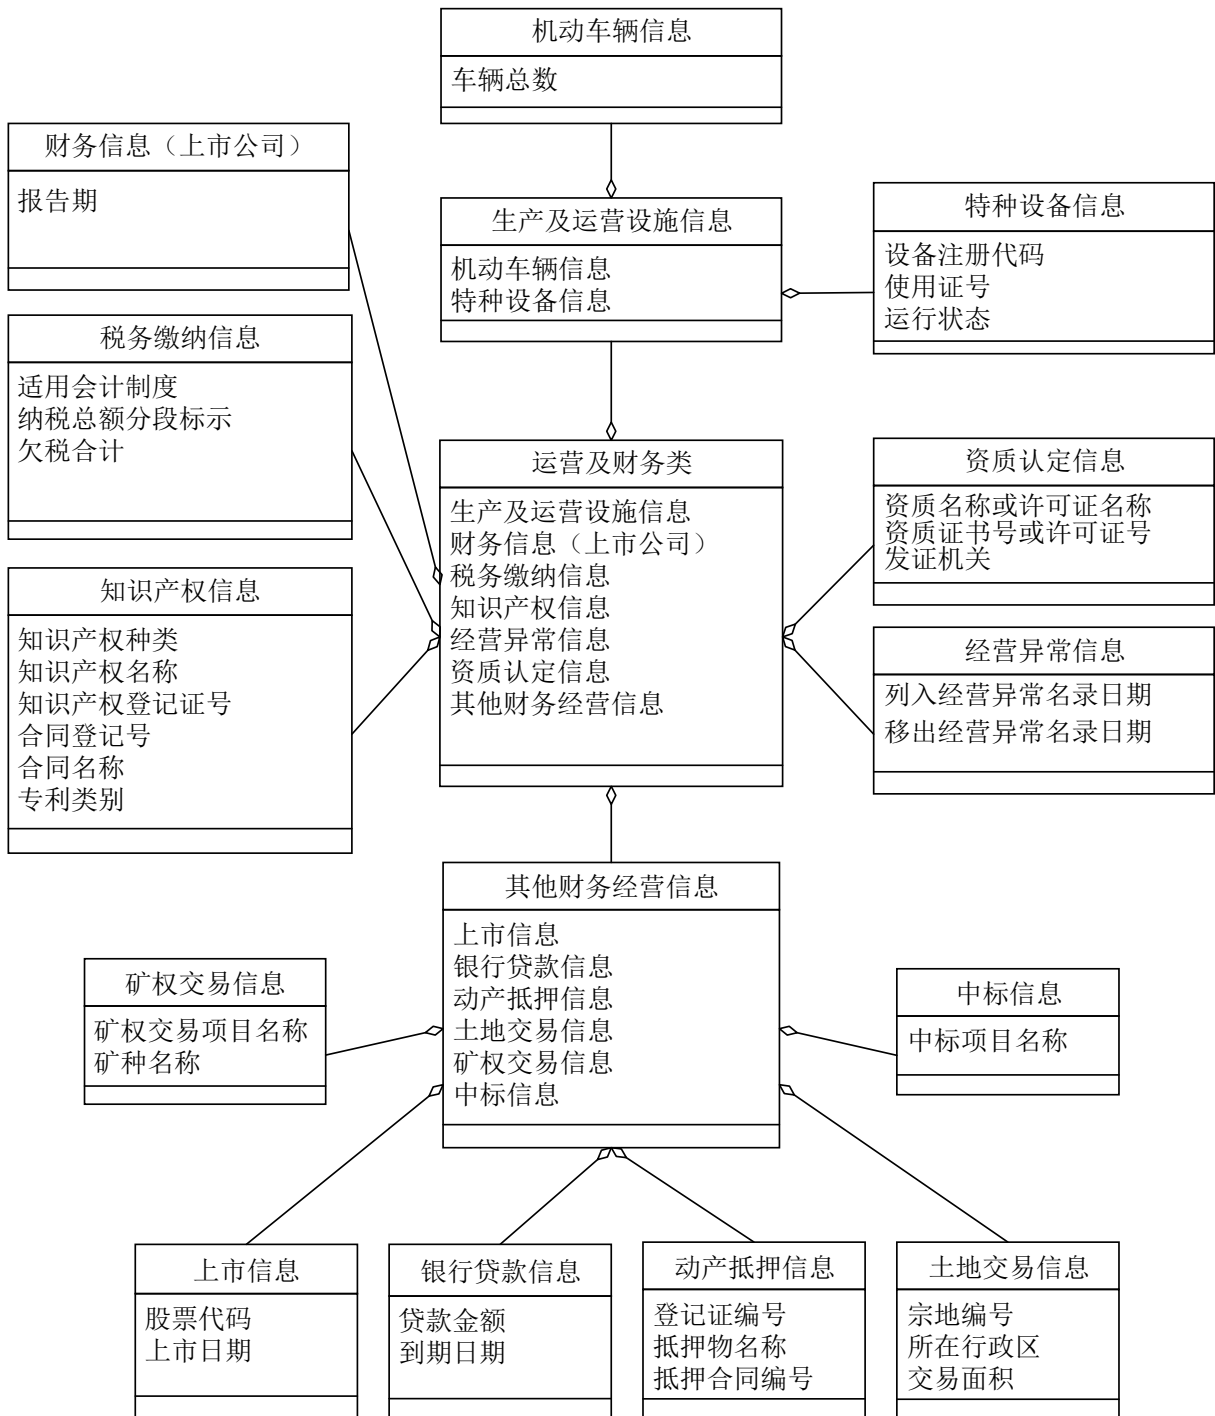 机动车辆信息
车辆总数
财务信息（上市公司）
报告期
生产及运营设施信息
机动车辆信息
特种设备信息
特种设备信息
设备注册代码
使用证号
运行状态
税务缴纳信息
适用会计制度
纳税总额分段标示
欠税合计
运营及财务类
生产及运营设施信息
财务信息（上市公司）
税务缴纳信息
知识产权信息
经营异常信息
资质认定信息
其他财务经营信息
资质认定信息
资质名称或许可证名称
资质证书号或许可证号
发证机关
知识产权信息
知识产权种类
知识产权名称
知识产权登记证号
合同登记号
合同名称
专利类别
经营异常信息
列入经营异常名录日期
移出经营异常名录日期
其他财务经营信息
上市信息
银行贷款信息
动产抵押信息
土地交易信息
矿权交易信息
中标信息
矿权交易信息
矿权交易项目名称
矿种名称
中标信息
中标项目名称
上市信息
股票代码
上市日期
银行贷款信息
贷款金额
到期日期
动产抵押信息
登记证编号
抵押物名称
抵押合同编号
土地交易信息
宗地编号
所在行政区
交易面积